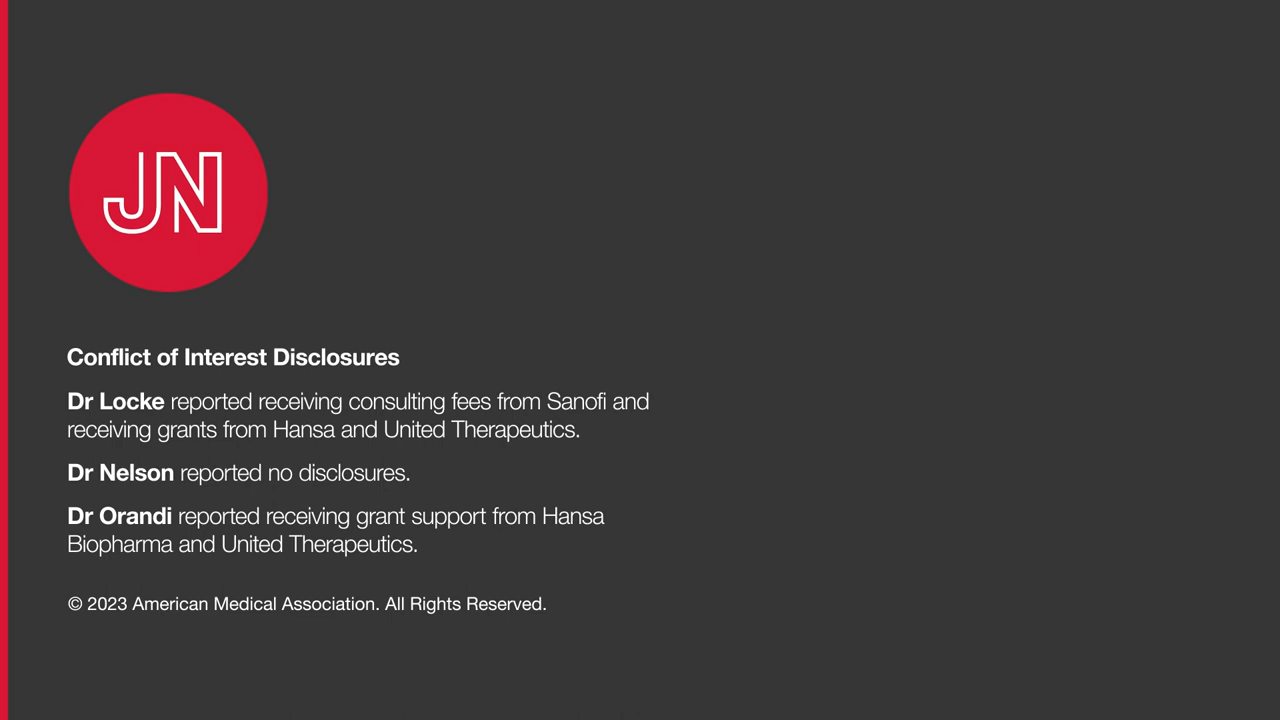 JN
Conflict of Interest Disclosures
Dr Locke reported receiving consulting fees from Sanofi and
receiving grants from Hansa and United Therapeutics.
Dr Nelson reported no disclosures.
Dr Orandi reported receiving grant support from Hansa
Biopharma and United Therapeutics.
© 2023 American Medical Association. All Rights Reserved.